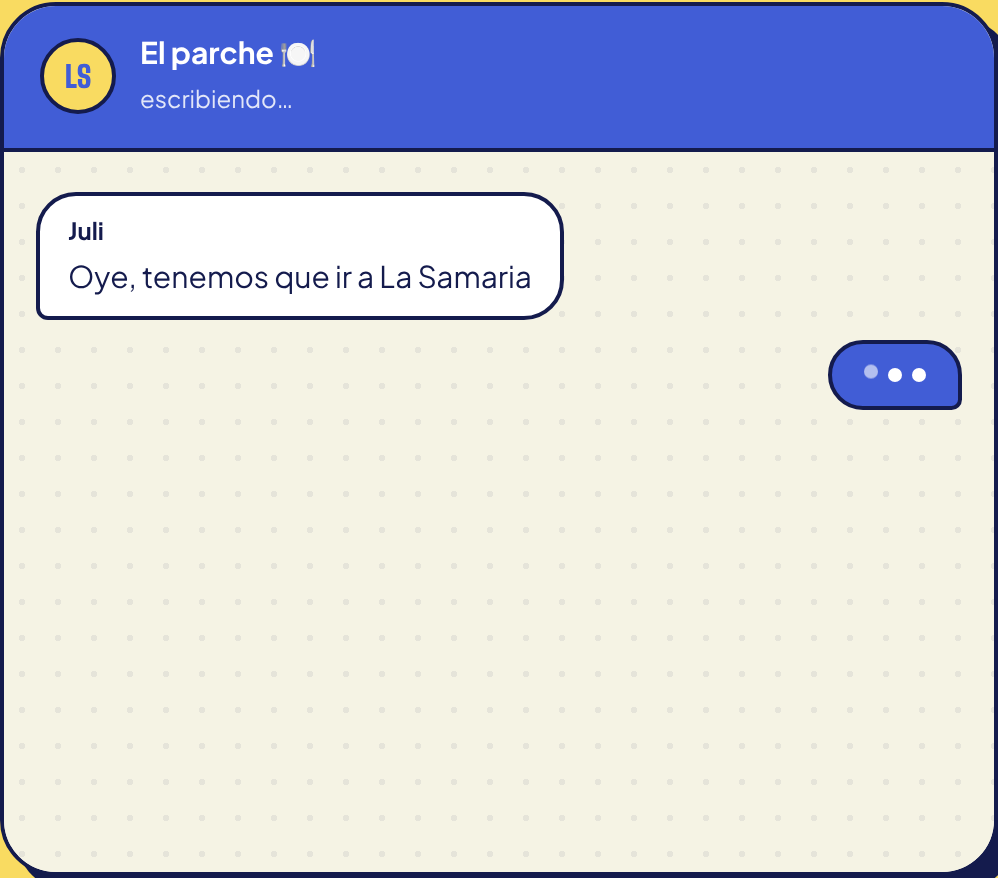 LS
El parche 🍽️
escribiendo...
Juli
Oye, tenemos que ir a La Samaria